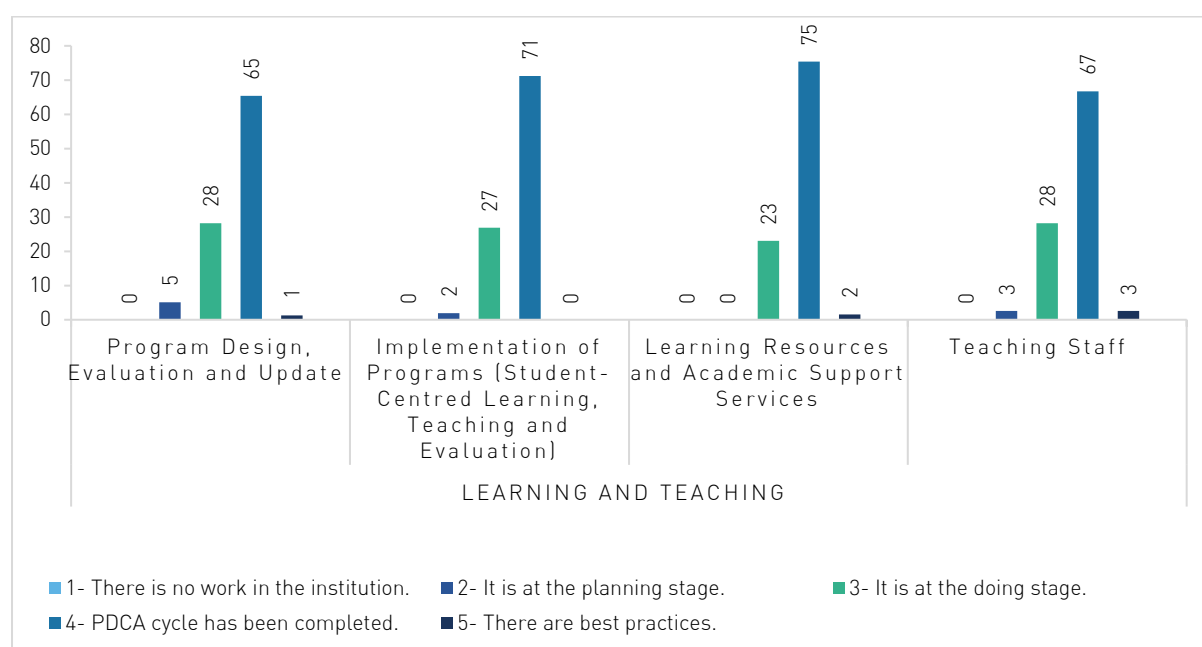 80
70
60
50
40
30
20
10
0
0
5
28
65
1
0
2
27
71
0
0
0
23
75
2
0
3
28
67
3
Program Design,
Evaluation and Update
Implementation of
Programs (Student-
Centred Learning,
Teaching and
Evaluation)
Learning Resources
and Academic Support
Services
Teaching Staff
LEARNING AND TEACHING
1- There is no work in the institution.
2- It is at the planning stage.
3- It is at the doing stage.
4- PDCA cycle has been completed.
5- There are best practices.